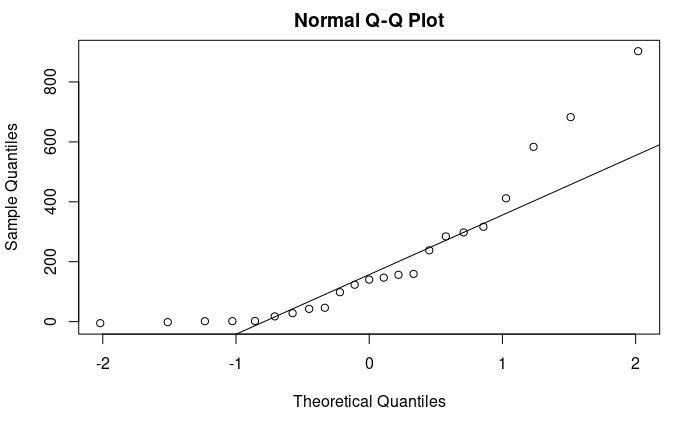 Normal Q-Q Plot
Sample Quantiles
800
600
400
200
0
-2 -1 0 1 2
Theoretical Quantiles